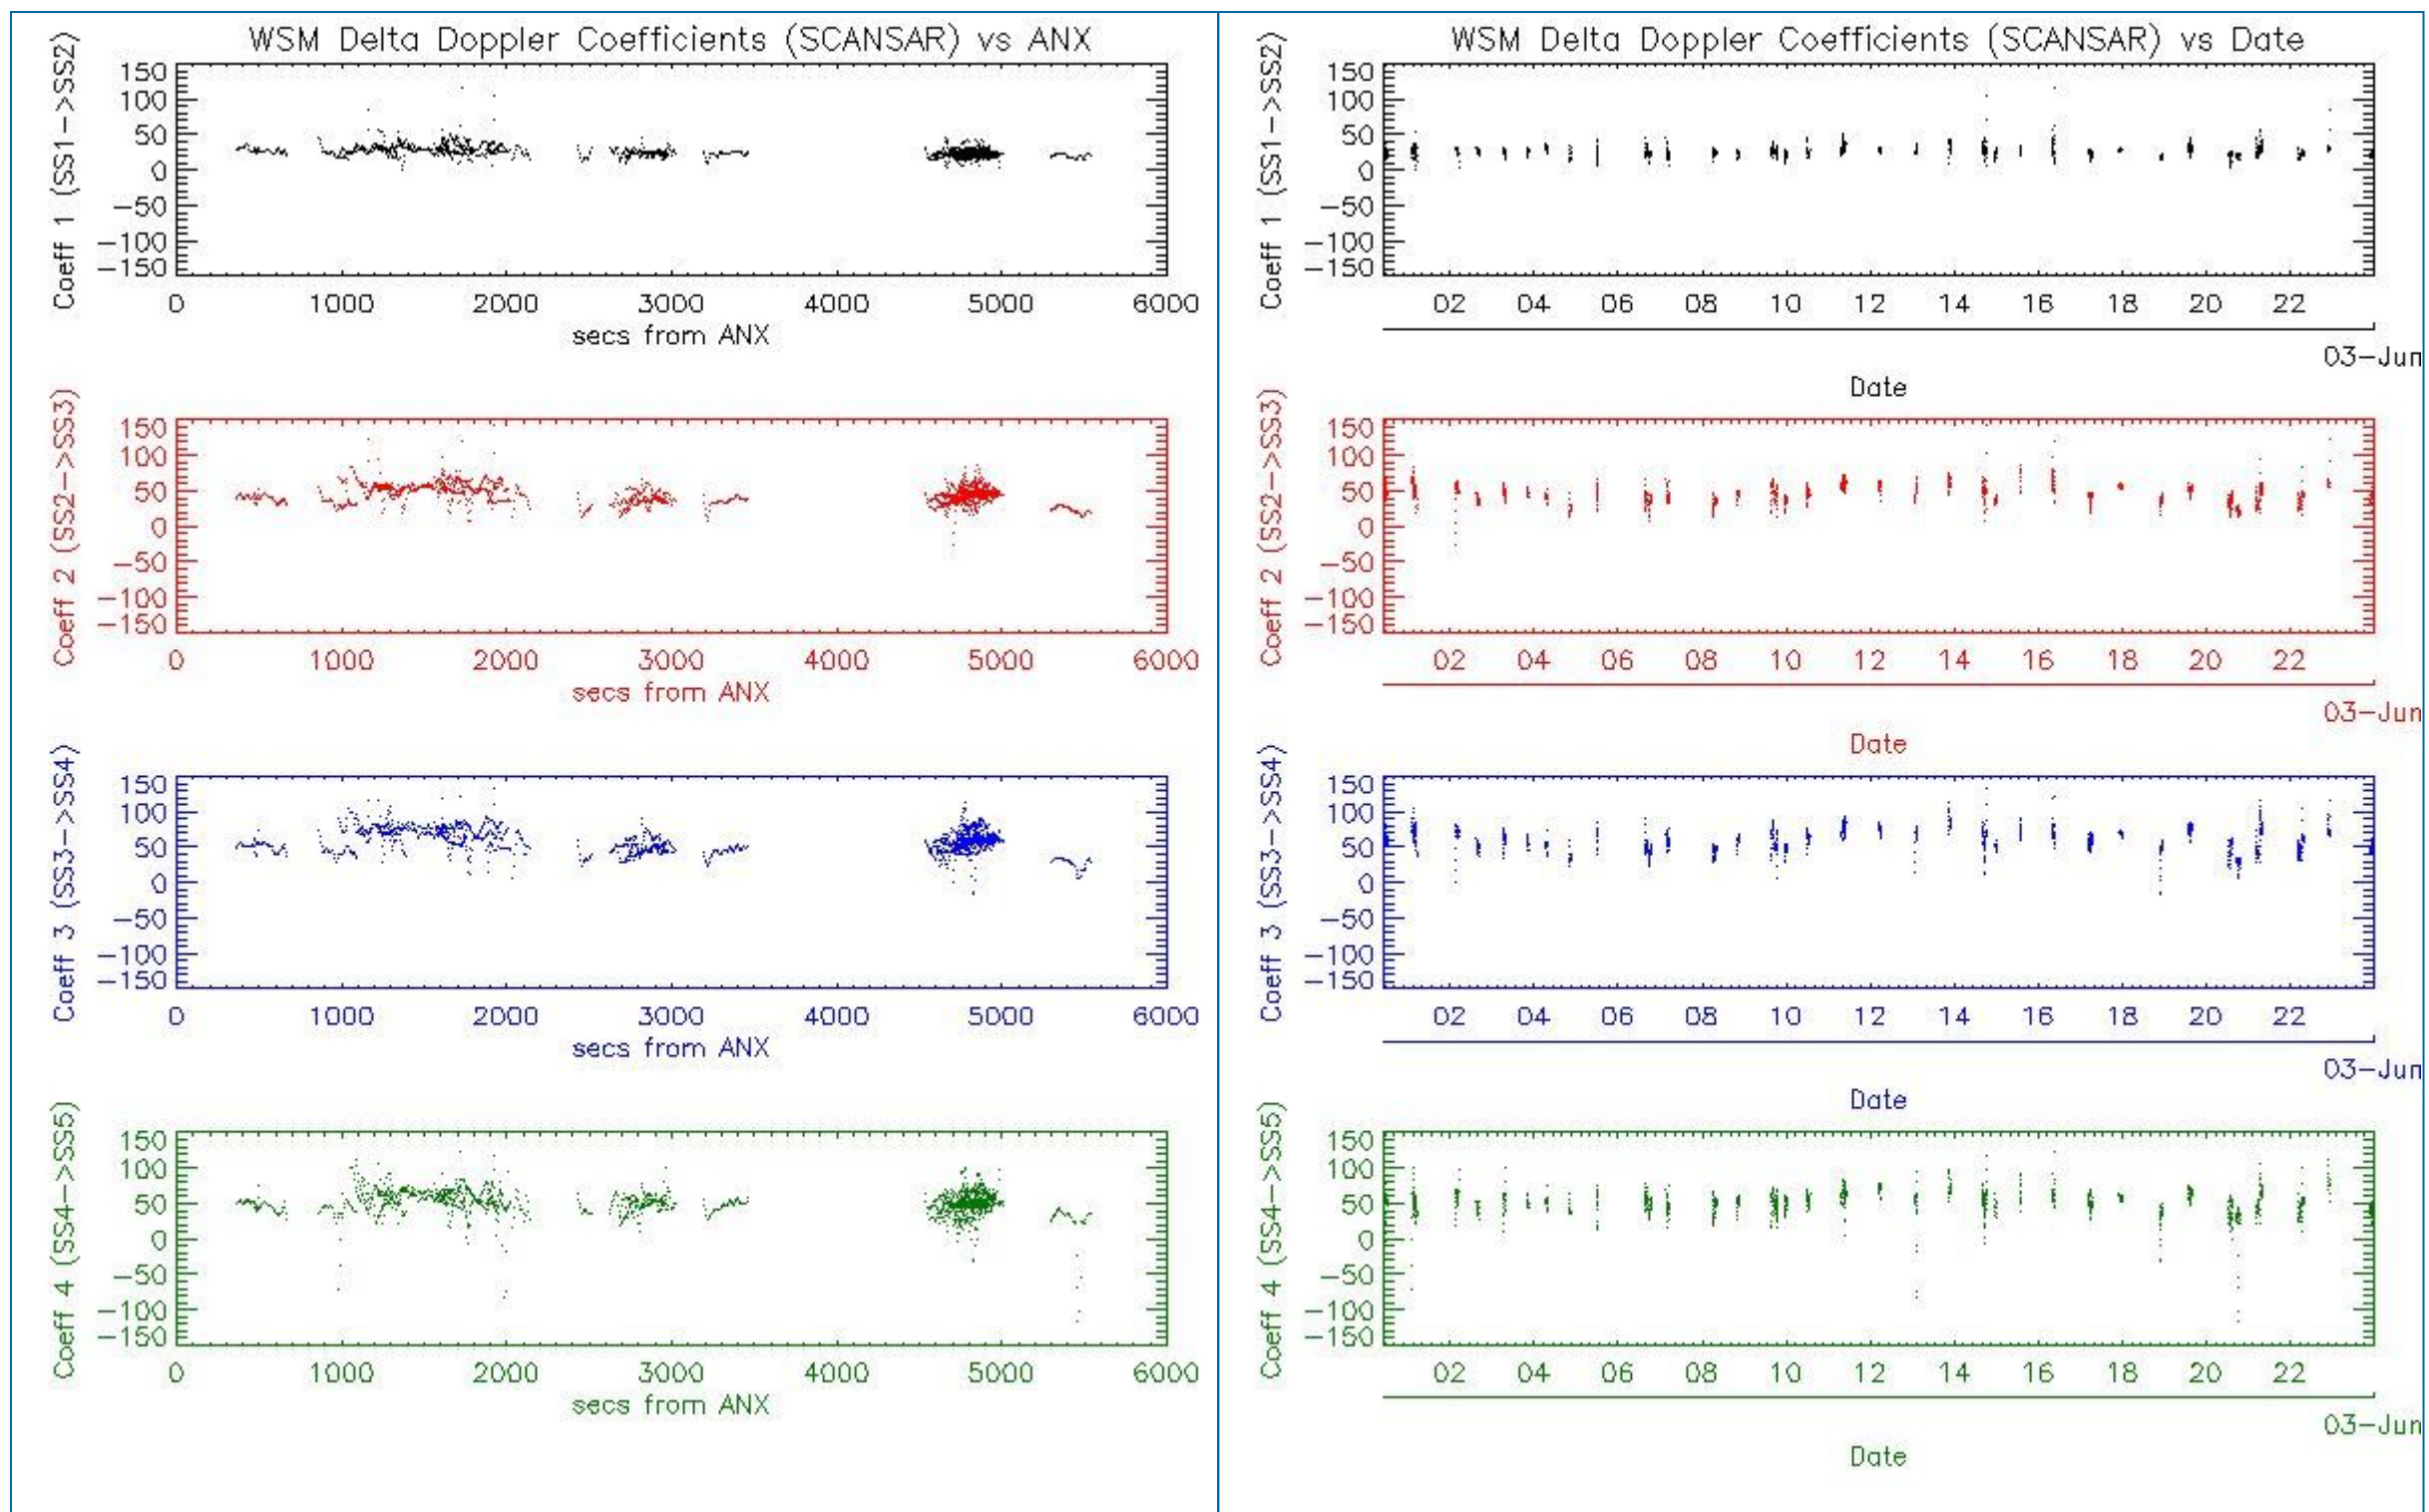 WSM Delta Doppler Coefficients (SCANSAR) vs ANX
Coeff 1 (SS1->SS2)
150
100
50
0
-50
-100
-150
0 1000 2000 3000 4000 5000 6000
secs from ANX
Coeff 2 (SS2->SS3)
150
100
50
0
-50
-100
-150
0 1000 2000 3000 4000 5000 6000
secs from ANX
Coeff 3 (SS3->SS4)
150
100
50
0
-50
-100
-150
0 1000 2000 3000 4000 5000 6000
secs from ANX
Coeff 4 (SS4->SS5)
150
100
50
0
-50
-100
-150
0 1000 2000 3000 4000 5000 6000
secs from ANX
WSM Delta Doppler Coefficients (SCANSAR) vs Date
Coeff 1 (SS1->SS2)
150
100
50
0
-50
-100
-150
02 04 06 08 10 12 14 16 18 20 22
03-Jun
Date
Coeff 2 (SS2->SS3)
150
100
50
0
-50
-100
-150
02 04 06 08 10 12 14 16 18 20 22
03-Jun
Date
Coeff 3 (SS3->SS4)
150
100
50
0
-50
-100
-150
02 04 06 08 10 12 14 16 18 20 22
03-Jun
Date
Coeff 4 (SS4->SS5)
150
100
50
0
-50
-100
-150
02 04 06 08 10 12 14 16 18 20 22
03-Jun
Date